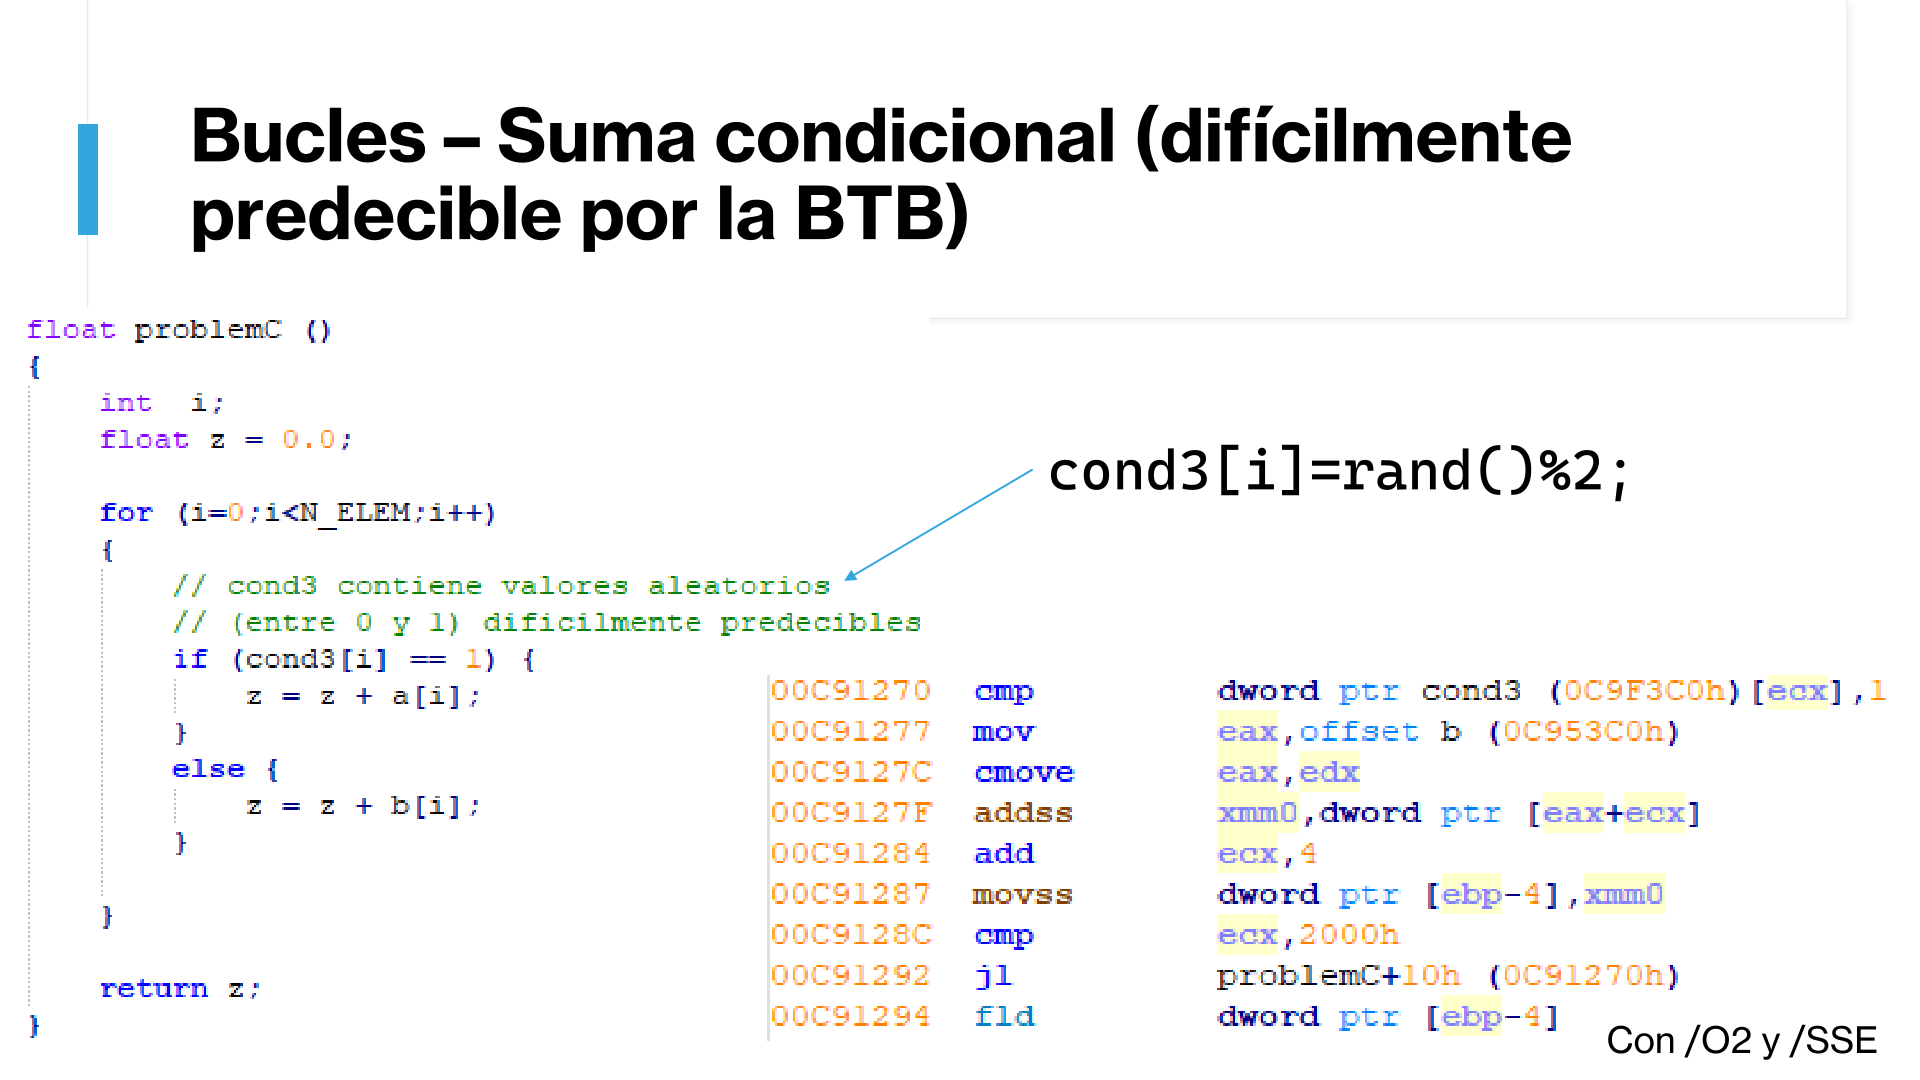 Bucles – Suma condicional (difícilmente
predecible por la BTB)
float problemC ()
{
int i;
float z = 0.0;
for (i=0;i<N_ELEM;i++)
{
// cond3 contiene valores aleatorios
// (entre 0 y 1) dificilmente predecibles
if (cond3[i] == 1) {
z = z + a[i];
}
else {
z = z + b[i];
}
}
return z;
}
cond3[i]=rand()%2;
00C91270 cmp dword ptr cond3 (0C9F3C0h)[ecx],1
00C91277 mov eax,offset b (0C953C0h)
00C9127C cmove eax,edx
00C9127F addss xmm0,dword ptr [eax+ecx]
00C91284 add ecx,4
00C91287 movss dword ptr [ebp-4],xmm0
00C9128C cmp ecx,2000h
00C91292 jl problemC+10h (0C91270h)
00C91294 fld dword ptr [ebp-4]
Con /O2 y /SSE